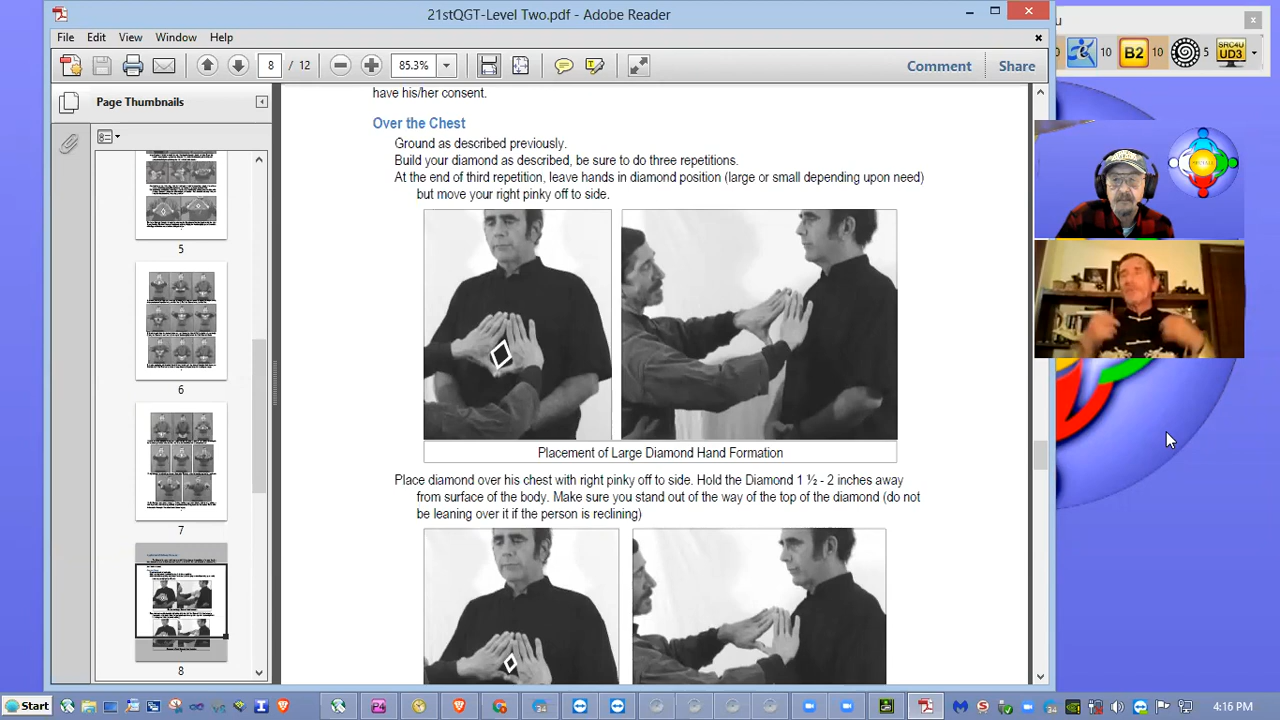 21stQGT-Level Two.pdf - Adobe Reader
File Edit View Window Help
8 / 12 85.3% Comment Share
u
10 B2 10 5 SRC4U UD3
Page Thumbnails
5
6
7
8
have his/her consent.
Over the Chest
Ground as described previously.
Build your diamond as described, be sure to do three repetitions.
At the end of third repetition, leave hands in diamond position (large or small depending upon need)
but move your right pinky off to side.
Placement of Large Diamond Hand Formation
Place diamond over his chest with right pinky off to side. Hold the Diamond 1 ½ - 2 inches away
from surface of the body. Make sure you stand out of the way of the top of the diamond (do not
be leaning over it if the person is reclining)
Start
4:16 PM